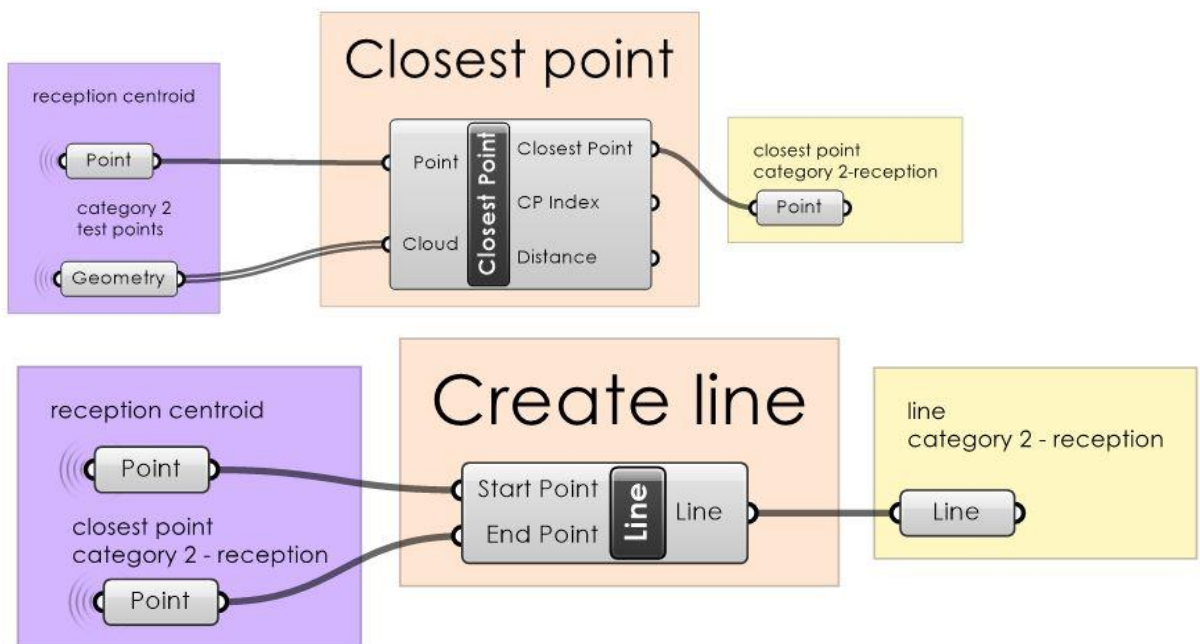 Closest point
reception centroid
Point
category 2
test points
Geometry
Point
Cloud
Closest Point
Closest Point
CP Index
Distance
closest point
category 2-reception
Point
Create line
reception centroid
Point
closest point
category 2 - reception
Point
Start Point
End Point
Line
Line
line
category 2 - reception
Line